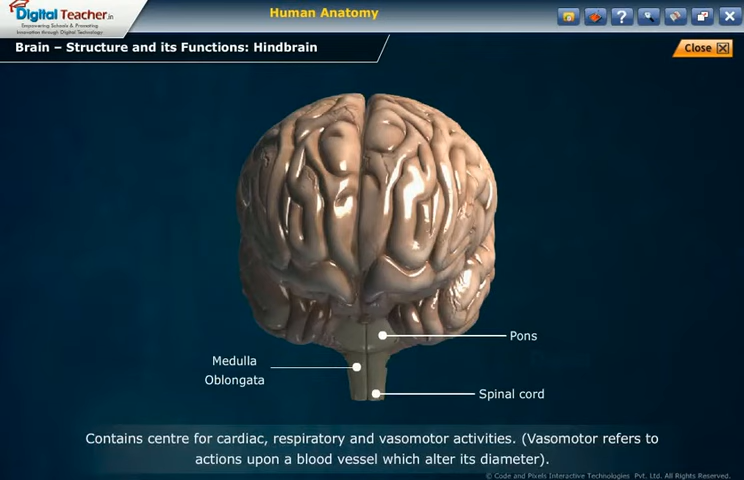 Digital Teacher.in
Empowering Schools & Promoting
Innovation through Digital Technology
Human Anatomy
Brain – Structure and its Functions: Hindbrain
Close
Pons
Medulla
Oblongata
Spinal cord
Contains centre for cardiac, respiratory and vasomotor activities. (Vasomotor refers to
actions upon a blood vessel which alter its diameter).
© Code and Pixels Interactive Technologies Pvt. Ltd. All Rights Reserved.